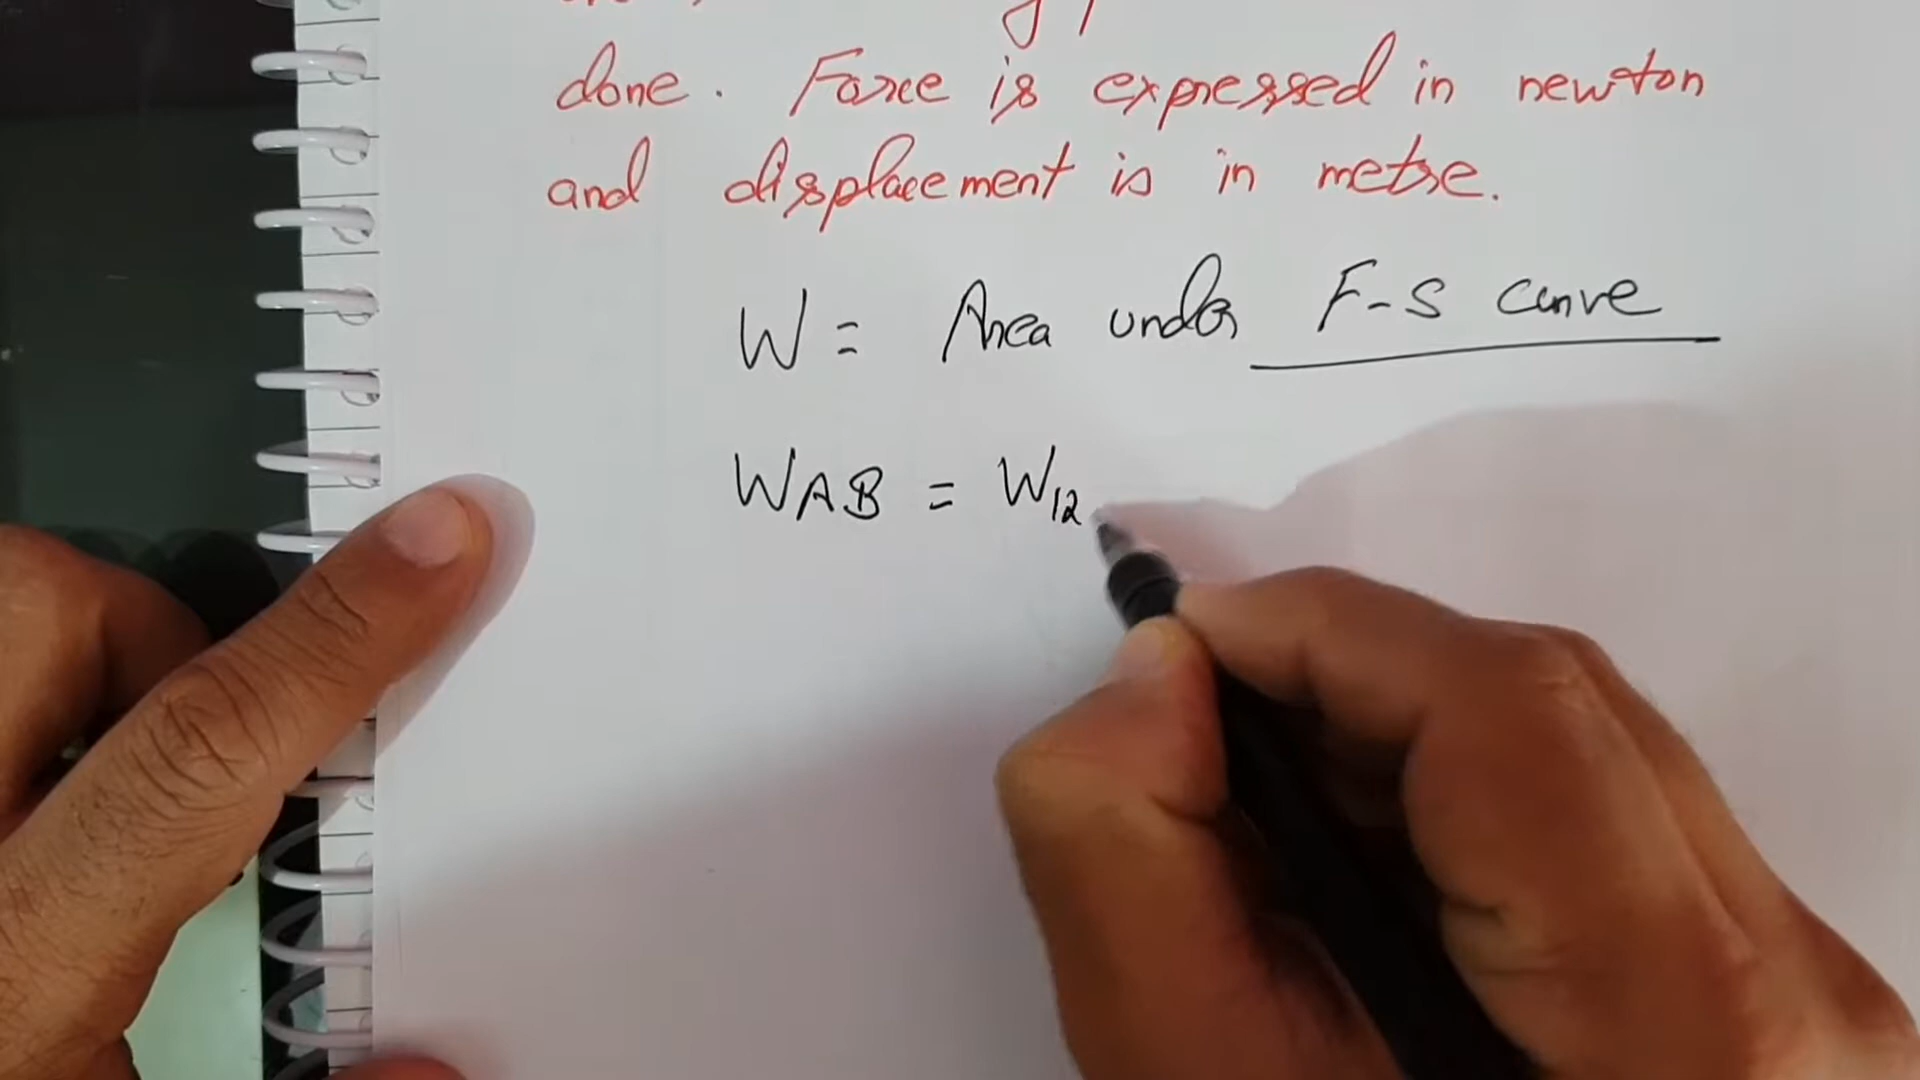 done. Force is expressed in newton
and displacement is in metre.
W = Area under F-S curve
WAB = W12